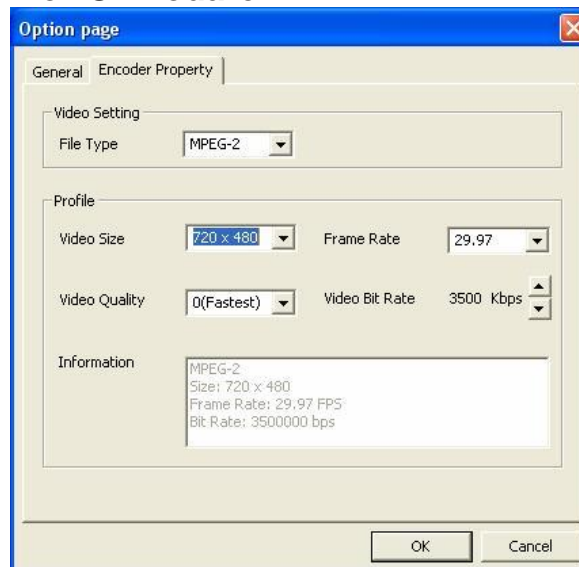 Option page
General Encoder Property
Video Setting
File Type MPEG-2
Profile
Video Size 720 x 480 Frame Rate 29.97
Video Quality 0(Fastest) Video Bit Rate 3500 Kbps
Information
MPEG-2
Size: 720 x 480
Frame Rate: 29.97 FPS
Bit Rate: 3500000 bps
OK Cancel